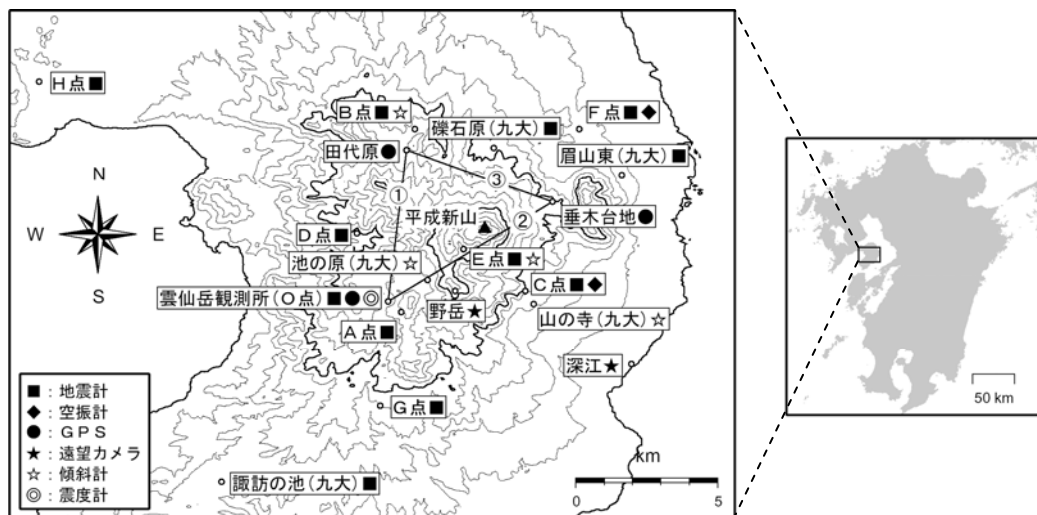 H点■
B点■☆
礫石原(九大)■
F点■◆
田代原●
眉山東(九大)■
N
①
③
W
E
平成新山
②
垂木台地●
D点■
池の原(九大)☆
E点■☆
S
雲仙岳観測所(O点)■●◎
野岳★
C点■◆
山の寺(九大)☆
A点■
深江★
G点■
諏訪の池(九大)■
■:地震計
◆:空振計
●:GPS
★:遠望カメラ
☆:傾斜計
◎:震度計
km
0 5
50 km